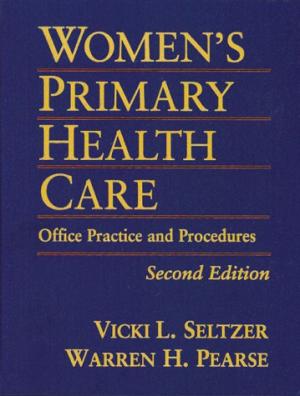 WOMEN'S
PRIMARY
HEALTH
CARE
Office Practice and Procedures
Second Edition
VICKI L. SELTZER
WARREN H. PEARSE